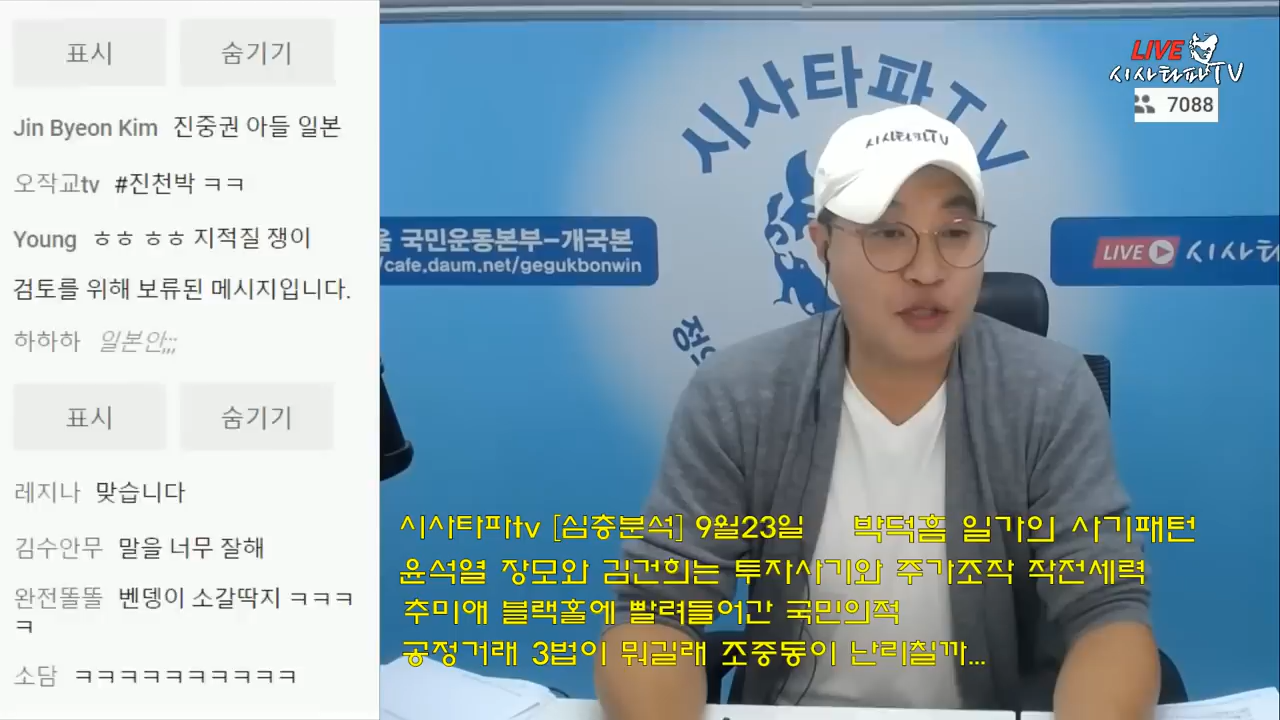 표시 숨기기
Jin Byeon Kim 진중권 아들 일본
오작교tv #진천박 ㅋㅋ
Young ㅎㅎ ㅎㅎ 지적질 쟁이
검토를 위해 보류된 메시지입니다.
하하하 일본안;;;
표시 숨기기
레지나 맞습니다
김수안무 말을 너무 잘해
완전똘똘 벤뎅이 소갈딱지 ㅋㅋㅋ
ㅋ
소담 ㅋㅋㅋㅋㅋㅋㅋㅋㅋㅋ
LIVE
시사타파TV
7088
시사타파TV
시사타파TV
움 국민운동본부-개국본
/cafe.daum.net/gegukbonwin
LIVE 시사타
정의
시사타파tv [심층분석] 9월23일 박덕흠 일가의 사기패턴
윤석열 장모와 김건희는 투자사기와 주가조작 작전세력
추미애 블랙홀에 빨려들어간 국민의적
공정거래 3법이 뭐길래 조중동이 난리칠까...